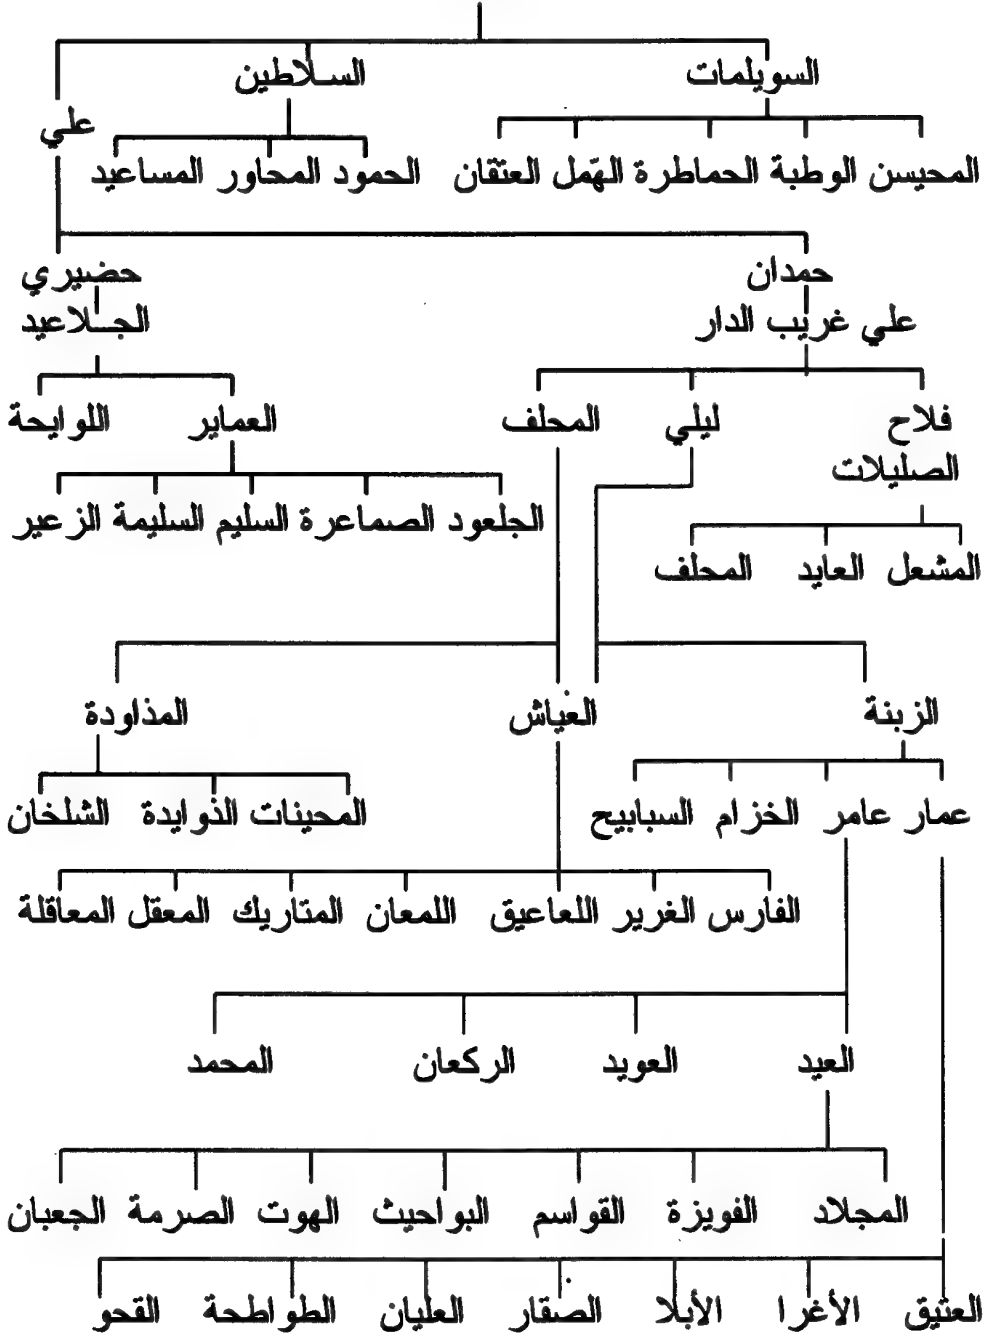 السويلمات السلاطين
علي
المحيسن الوطبة الحماطرة الهّمل العتقان الحمود المحاور المساعيد
حمدان حضيري
علي غريب الدار الجلاعيد
فلاح ليلي المحلف العماير اللوايحة
الصليلات
الجلعود الصماعرة السليم السليمة الزعير
المشعل العايد المحلف
الزبنة العياش المذاودة
عمار عامر الخزام السبابيح المحينات الذوايدة الشلخان
الفارس الغرير اللعاعيق اللمعان المتاريك المعقل المعاقلة
العيد العويد الركعان المحمد
المجلاد الفويزة القواسم البواحيث الهوت الصرمة الجعبان
العتيق الأغرا الأبلا الصقار العليان الطواطحة القحو